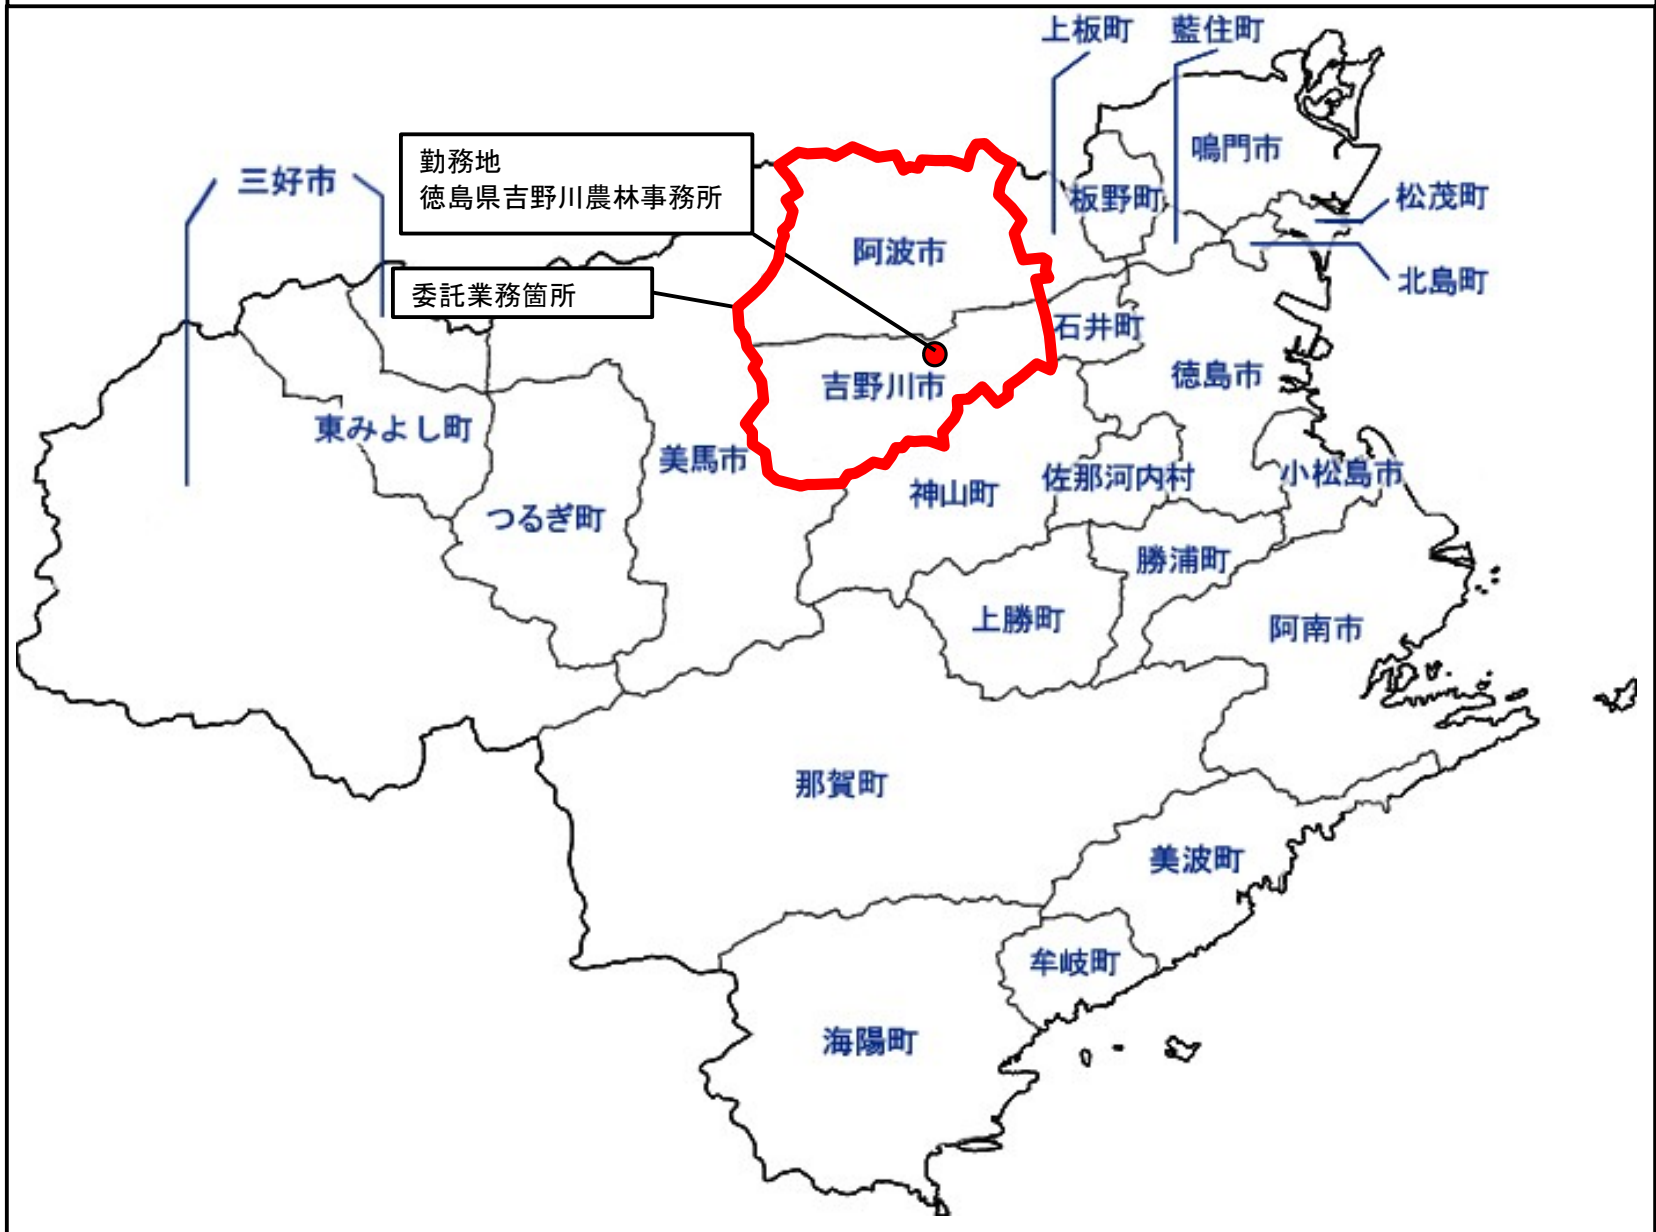 上板町
藍住町
鳴門市
勤務地
徳島県吉野川農林事務所
三好市
板野町
松茂町
阿波市
北島町
委託業務箇所
石井町
吉野川市
徳島市
東みよし町
美馬市
神山町
佐那河内村
小松島市
つるぎ町
勝浦町
上勝町
阿南市
那賀町
美波町
牟岐町
海陽町